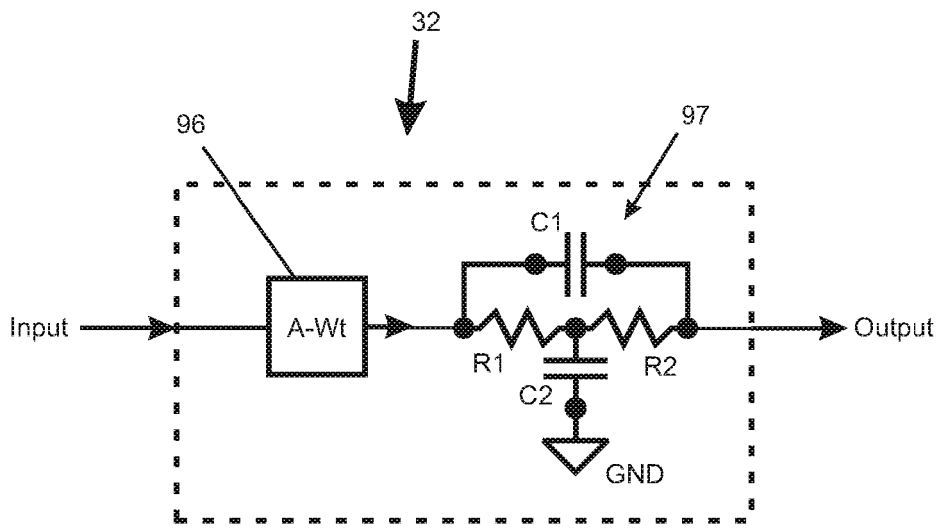 32
96
97
C1
Input
A-Wt
Output
R1
R2
C2
GND